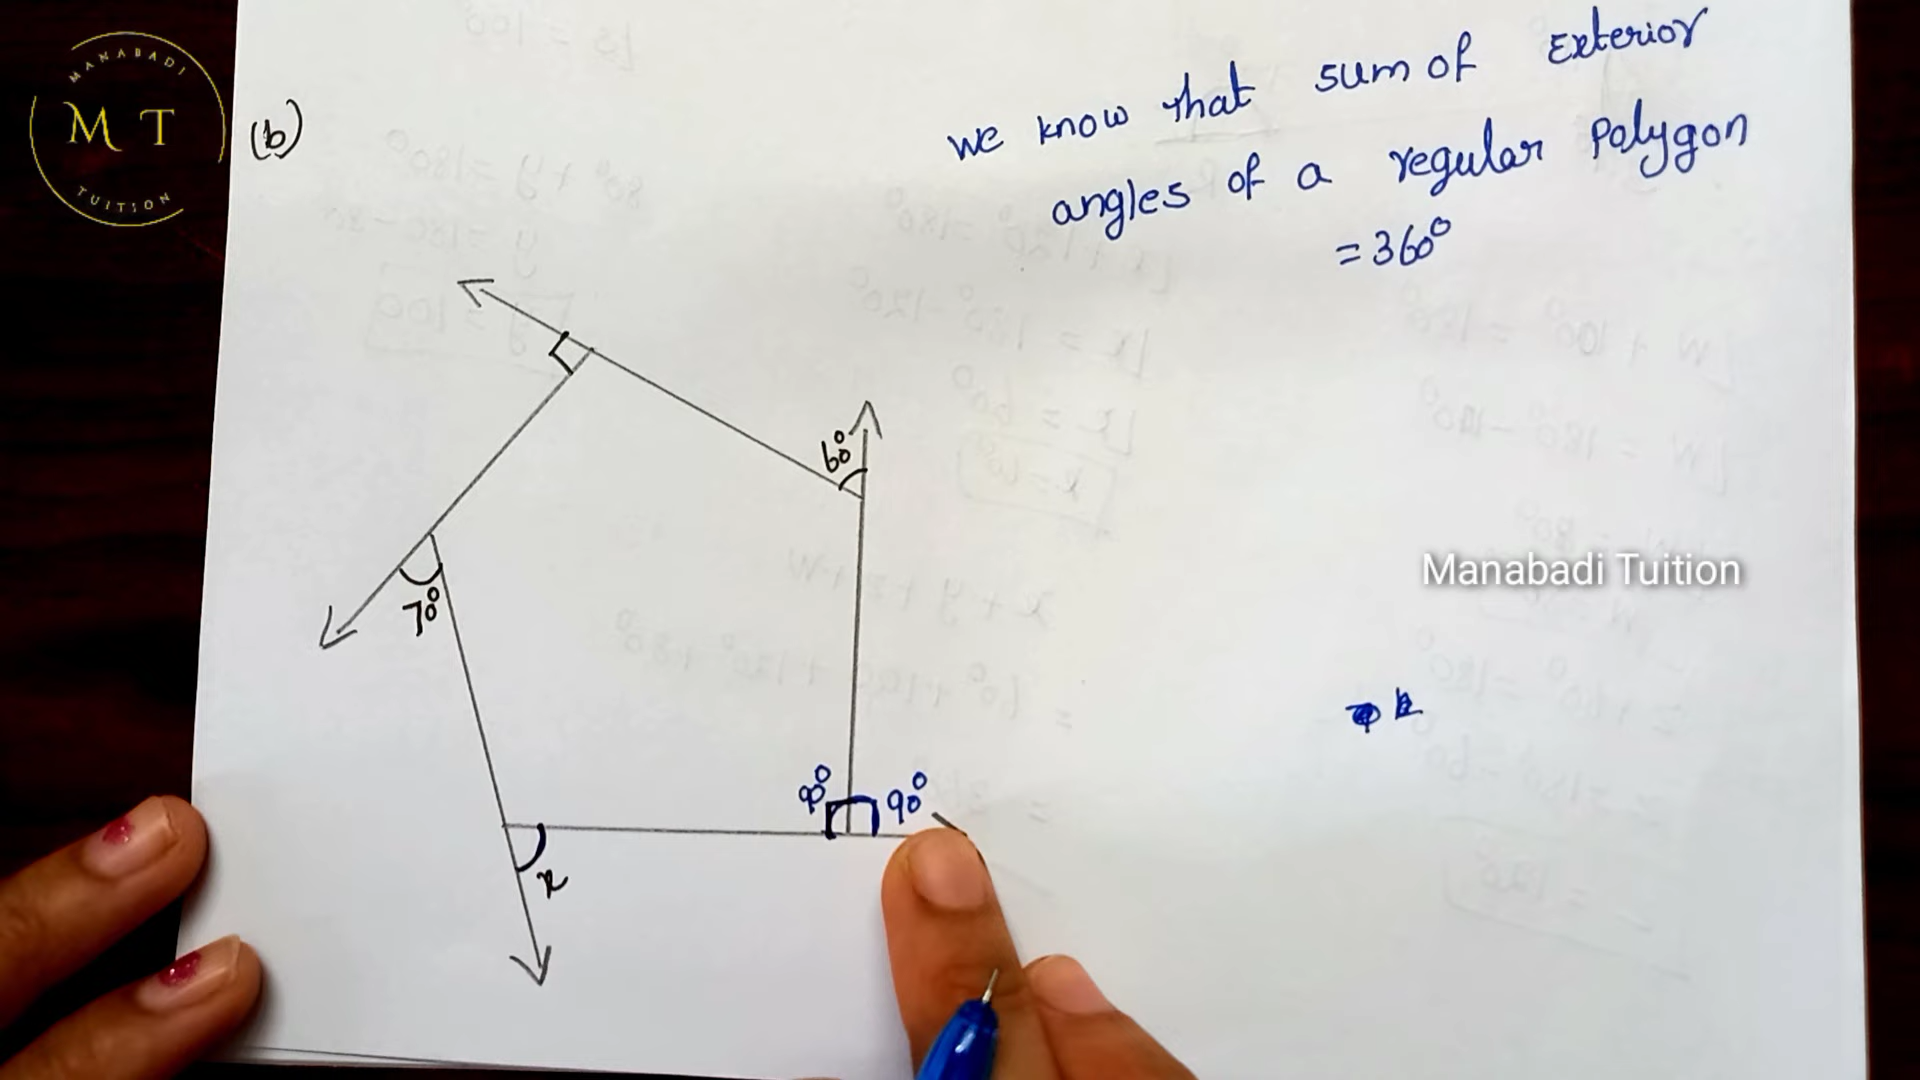 MANABADI
M T
TUITION
(b)
we know that sum of Exterior
angles of a regular Polygon
= 360°
60°
70°
90°
90°
x
Manabadi Tuition